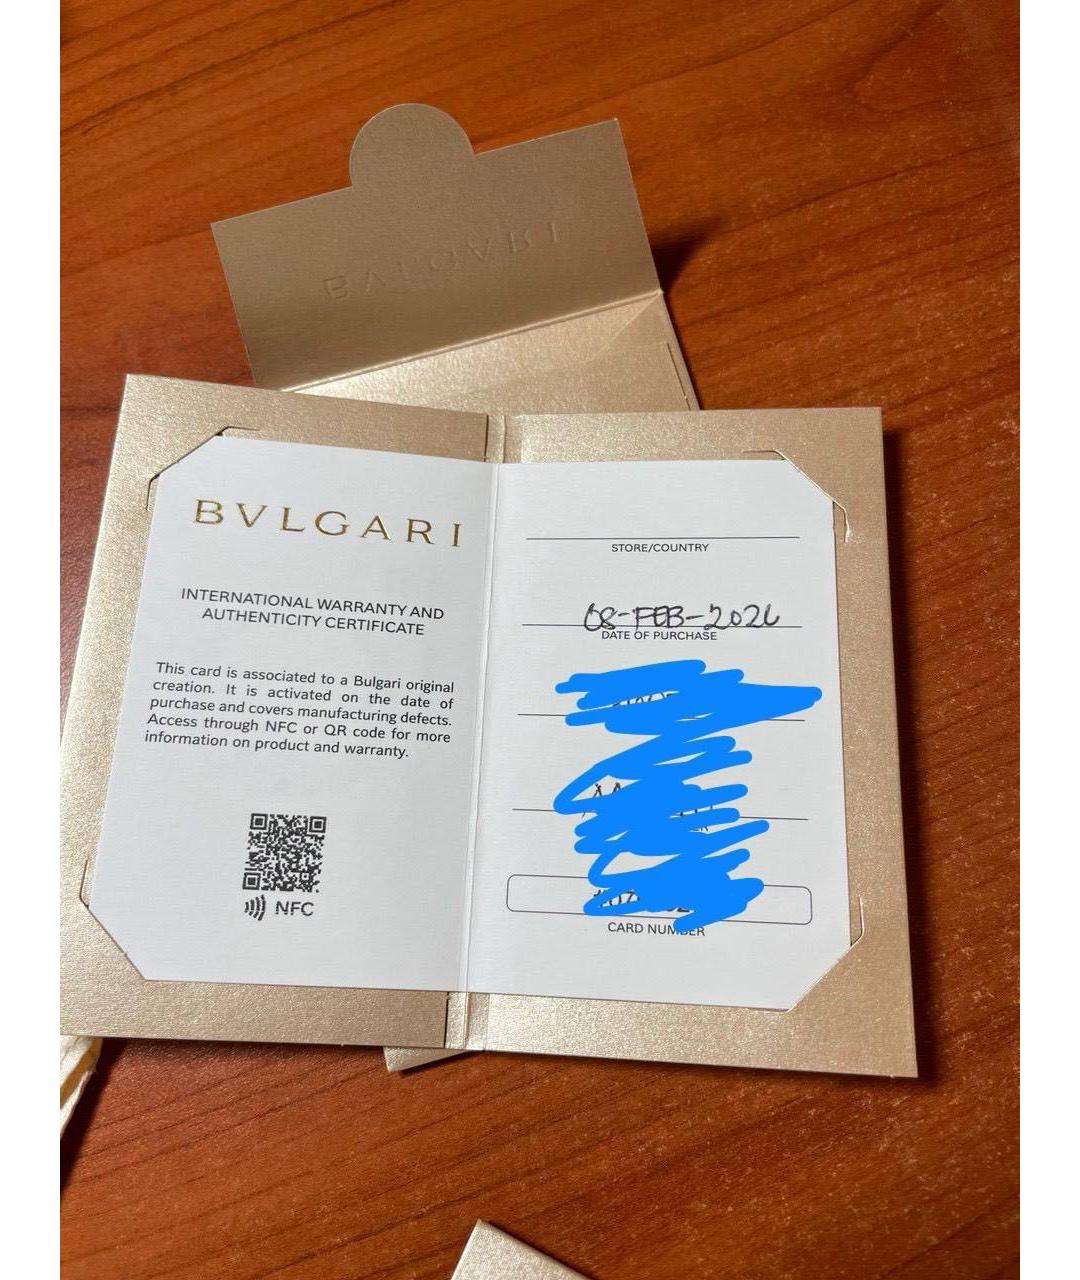 BVLGARI
BVLGARI
INTERNATIONAL WARRANTY AND
AUTHENTICITY CERTIFICATE
This card is associated to a Bulgari original
creation. It is activated on the date of
purchase and covers manufacturing defects.
Access through NFC or QR code for more
information on product and warranty.
NFC
STORE/COUNTRY
08-FEB-2026
DATE OF PURCHASE
CARD NUMBER